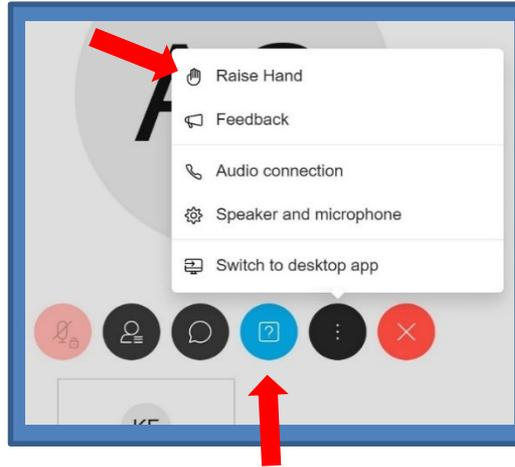 Raise Hand
Feedback
Audio connection
Speaker and microphone
Switch to desktop app
?